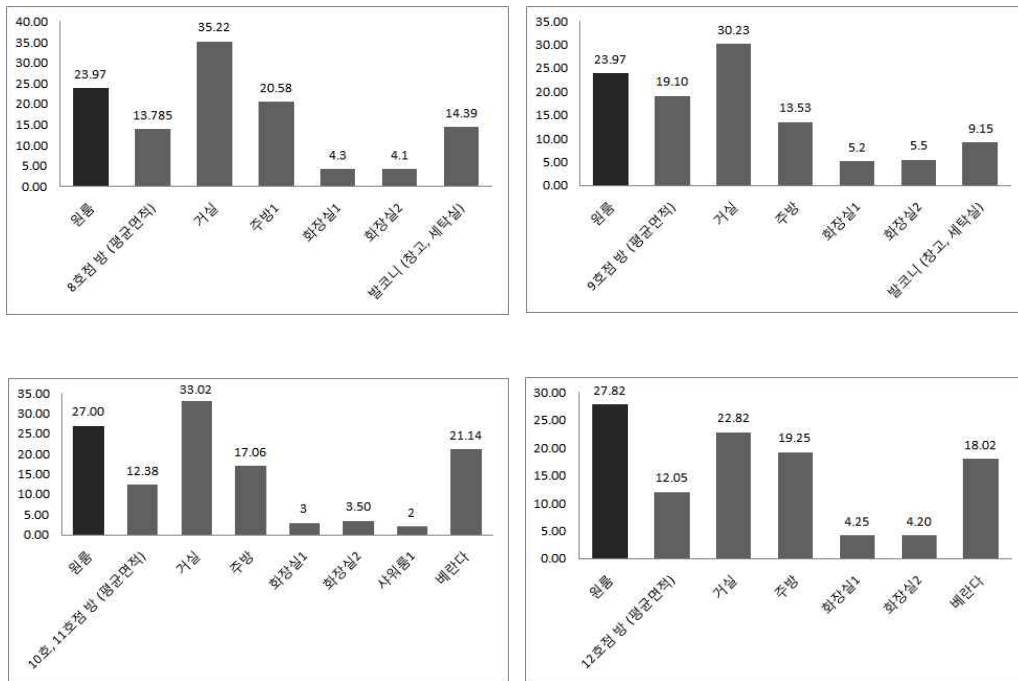 40.00
35.00
30.00
25.00
20.00
15.00
10.00
5.00
0.00
23.97
13.785
35.22
20.58
4.3
4.1
14.39
원룸
8호점 방 (평균면적)
거실
주방1
화장실1
화장실2
발코니 (창고, 세탁실)
35.00
30.00
25.00
20.00
15.00
10.00
5.00
0.00
23.97
19.10
30.23
13.53
5.2
5.5
9.15
원룸
9호점 방 (평균면적)
거실
주방
화장실1
화장실2
발코니 (창고, 세탁실)
35.00
30.00
25.00
20.00
15.00
10.00
5.00
0.00
27.00
12.38
33.02
17.06
3
3.50
2
21.14
원룸
10호, 11호점 방 (평균면적)
거실
주방
화장실1
화장실2
샤워룸1
베란다
30.00
25.00
20.00
15.00
10.00
5.00
0.00
27.82
12.05
22.82
19.25
4.25
4.20
18.02
원룸
12호점 방 (평균면적)
거실
주방
화장실1
화장실2
베란다